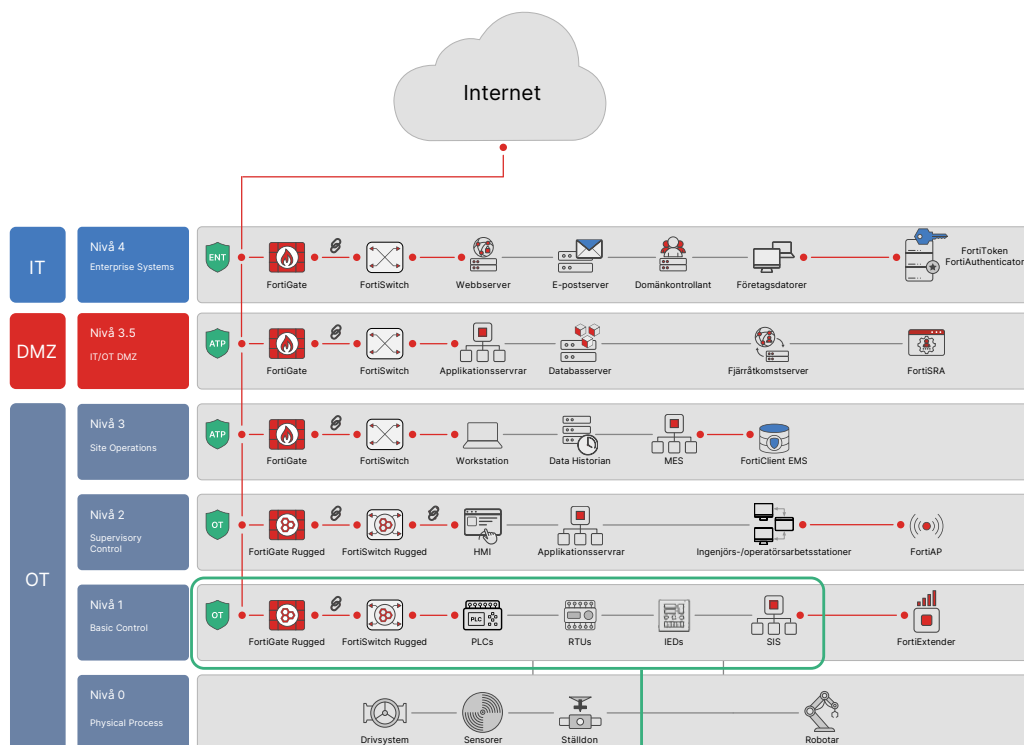 Internet
IT
Nivå 4
Enterprise Systems
ENT
FortiGate
FortiSwitch
Webbserver
E-postserver
Domänkontrollant
Företagsdatorer
FortiToken
FortiAuthenticator
DMZ
Nivå 3.5
IT/OT DMZ
ATP
FortiGate
FortiSwitch
Applikationsservrar
Databasserver
Fjärråtkomstserver
FortiSRA
OT
Nivå 3
Site Operations
ATP
FortiGate
FortiSwitch
Workstation
Data Historian
MES
FortiClient EMS
Nivå 2
Supervisory
Control
OT
FortiGate Rugged
FortiSwitch Rugged
HMI
Applikationsservrar
Ingenjörs-/operatörsarbetsstationer
FortiAP
Nivå 1
Basic Control
OT
FortiGate Rugged
FortiSwitch Rugged
PLC
PLCs
RTUs
IEDs
SIS
FortiExtender
Nivå 0
Physical Process
Drivsystem
Sensorer
Ställdon
Robotar